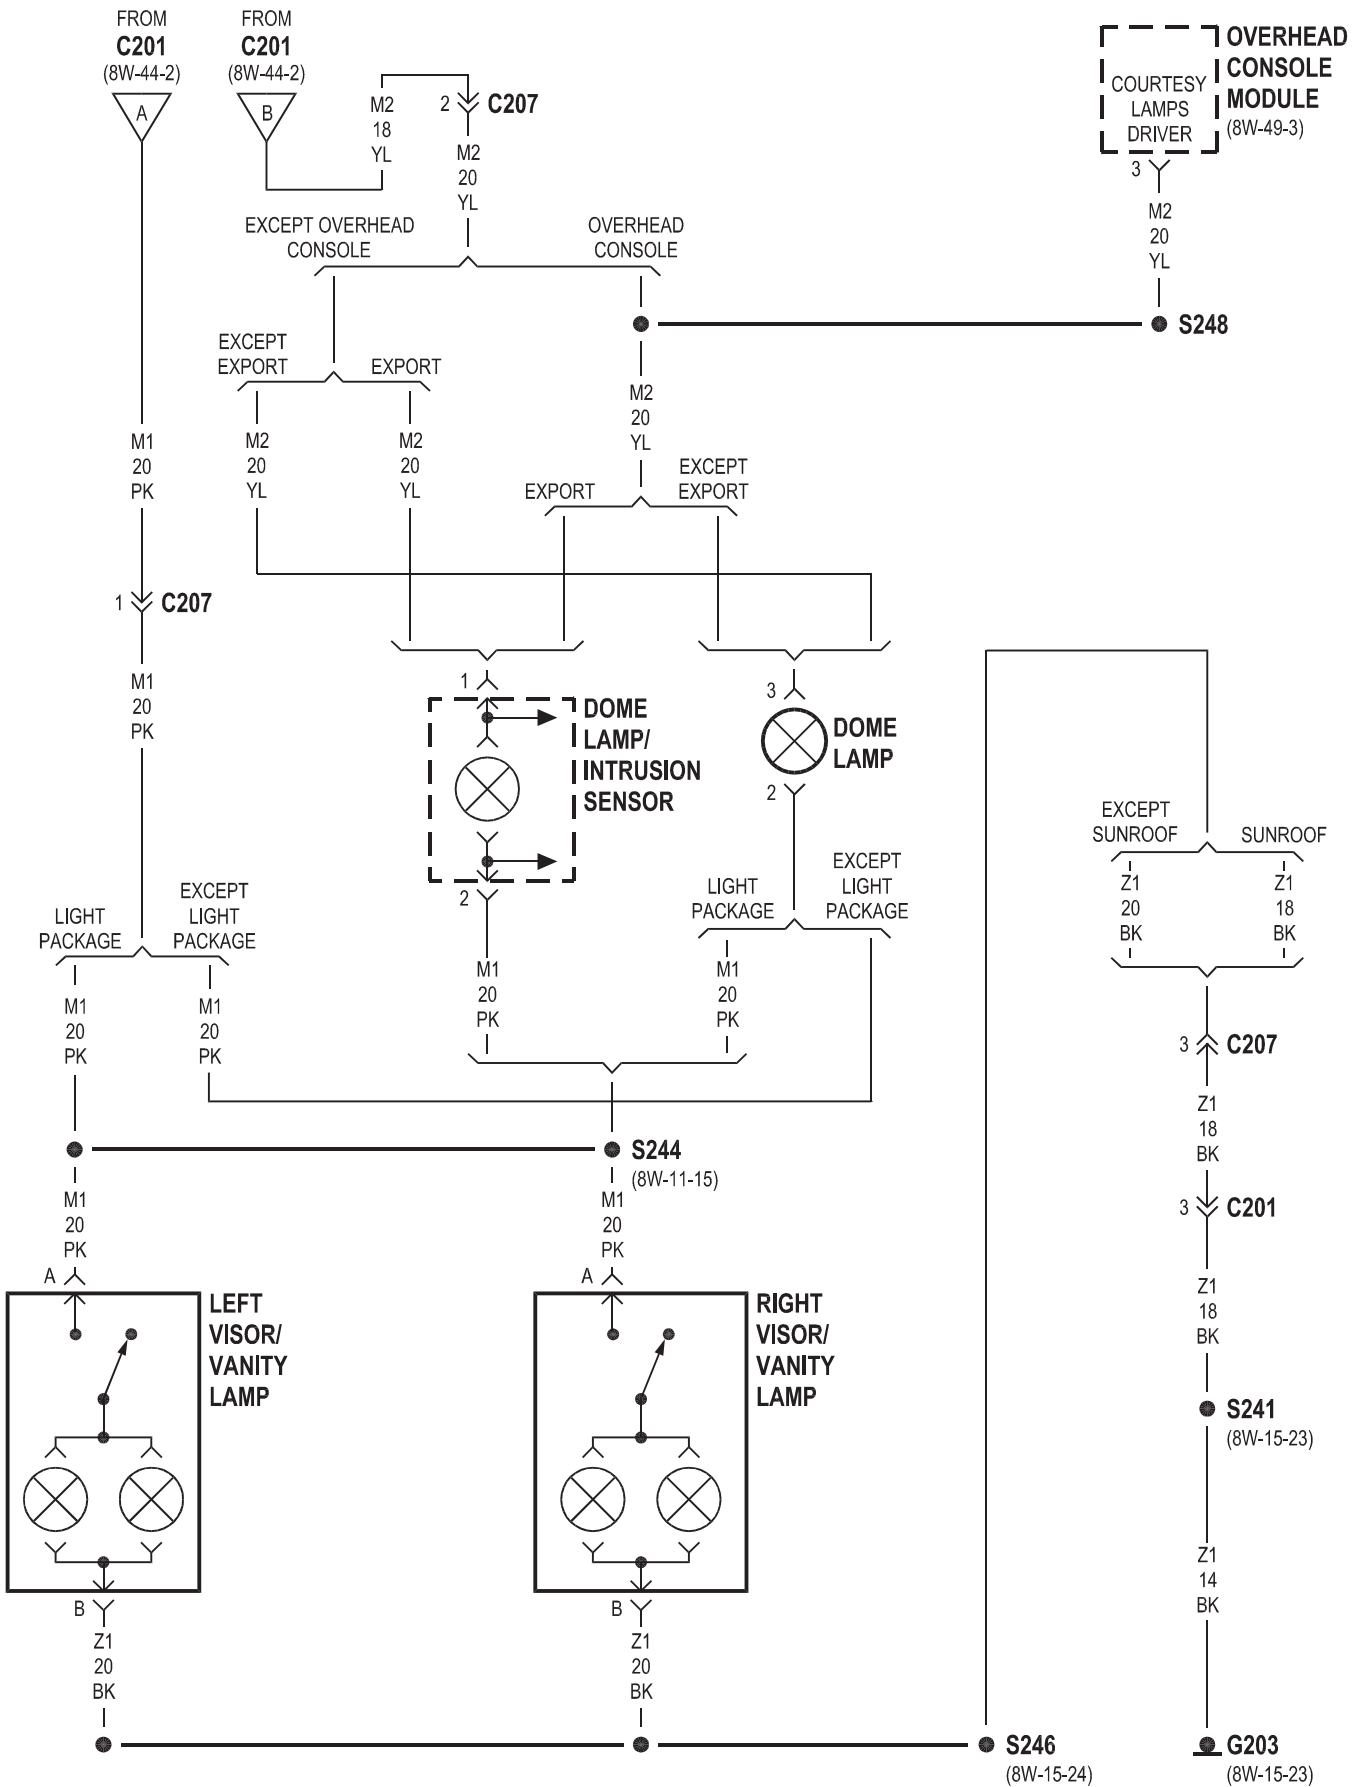 FROM
C201
(8W-44-2)
A
FROM
C201
(8W-44-2)
B
M2
18
YL
2
C207
M2
20
YL
COURTESY
LAMPS
DRIVER
OVERHEAD
CONSOLE
MODULE
(8W-49-3)
3
M2
20
YL
EXCEPT OVERHEAD
CONSOLE
OVERHEAD
CONSOLE
S248
EXCEPT
EXPORT
EXPORT
M2
20
YL
M1
20
PK
M2
20
YL
M2
20
YL
EXPORT
EXCEPT
EXPORT
1
C207
M1
20
PK
1
DOME
LAMP/
INTRUSION
SENSOR
2
3
DOME
LAMP
2
EXCEPT
SUNROOF
SUNROOF
Z1
20
BK
Z1
18
BK
LIGHT
PACKAGE
EXCEPT
LIGHT
PACKAGE
LIGHT
PACKAGE
EXCEPT
LIGHT
PACKAGE
M1
20
PK
M1
20
PK
M1
20
PK
M1
20
PK
3
C207
Z1
18
BK
S244
(8W-11-15)
M1
20
PK
M1
20
PK
3
C201
Z1
18
BK
A
LEFT
VISOR/
VANITY
LAMP
A
RIGHT
VISOR/
VANITY
LAMP
S241
(8W-15-23)
Z1
14
BK
B
Z1
20
BK
B
Z1
20
BK
S246
(8W-15-24)
G203
(8W-15-23)